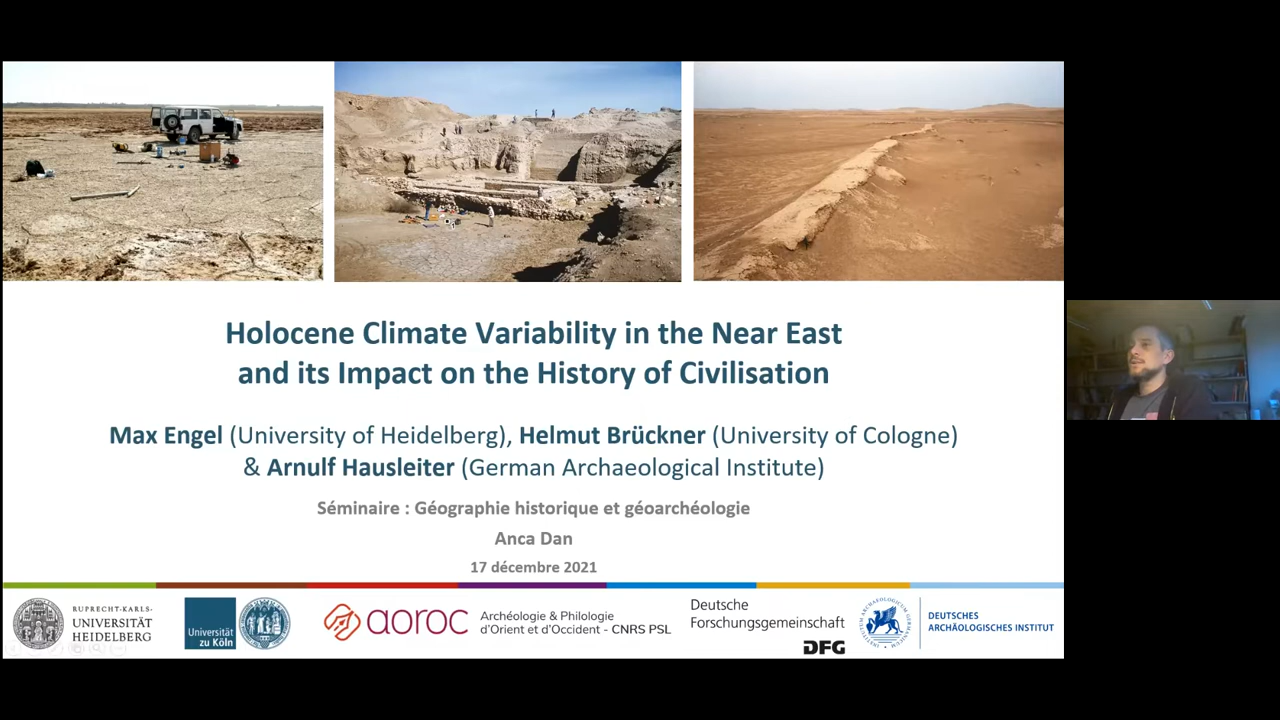 Holocene Climate Variability in the Near East
and its Impact on the History of Civilisation
Max Engel (University of Heidelberg), Helmut Brückner (University of Cologne)
& Arnulf Hausleiter (German Archaeological Institute)
Séminaire : Géographie historique et géoarchéologie
Anca Dan
17 décembre 2021
RUPRECHT-KARLS-
UNIVERSITÄT
HEIDELBERG
Universität
zu Köln
aoroc
Archéologie & Philologie
d'Orient et d'Occident - CNRS PSL
Deutsche
Forschungsgemeinschaft
DFG
DEUTSCHES
ARCHÄOLOGISCHES INSTITUT